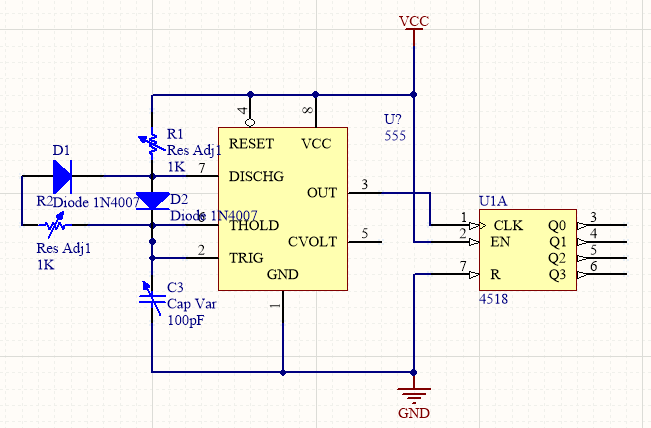 VCC
4
8
U?
555
R1
Res Adj1
1K
RESET
VCC
D1
7
DISCHG
R2
Diode 1N4007
D2
Diode 1N4007
OUT
3
U1A
6
THOLD
1
CLK
Q0
3
2
EN
Q1
4
CVOLT
5
Res Adj1
1K
2
TRIG
Q2
5
GND
7
R
Q3
6
C3
Cap Var
100pF
1
4518
GND